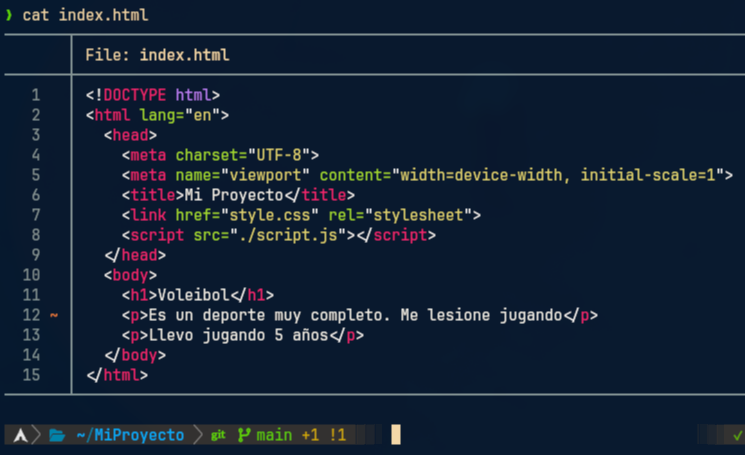 ❯ cat index.html
File: index.html
1 <!DOCTYPE html>
2 <html lang="en">
3 <head>
4 <meta charset="UTF-8">
5 <meta name="viewport" content="width=device-width, initial-scale=1">
6 <title>Mi Proyecto</title>
7 <link href="style.css" rel="stylesheet">
8 <script src="./script.js"></script>
9 </head>
10 <body>
11 <h1>Voleibol</h1>
12 ~ <p>Es un deporte muy completo. Me lesione jugando</p>
13 <p>Llevo jugando 5 años</p>
14 </body>
15 </html>
~/MiProyecto git main +1 !1 ✓